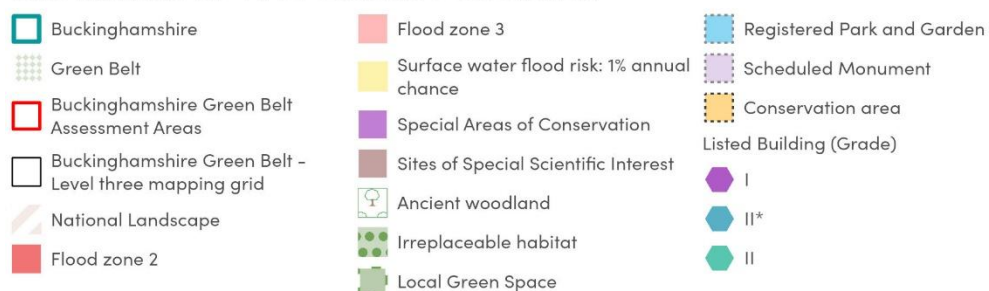 Buckinghamshire
Green Belt
Buckinghamshire Green Belt
Assessment Areas
Buckinghamshire Green Belt -
Level three mapping grid
National Landscape
Flood zone 2
Flood zone 3
Surface water flood risk: 1% annual
chance
Special Areas of Conservation
Sites of Special Scientific Interest
Ancient woodland
Irreplaceable habitat
Local Green Space
Registered Park and Garden
Scheduled Monument
Conservation area
Listed Building (Grade)
I
II*
II